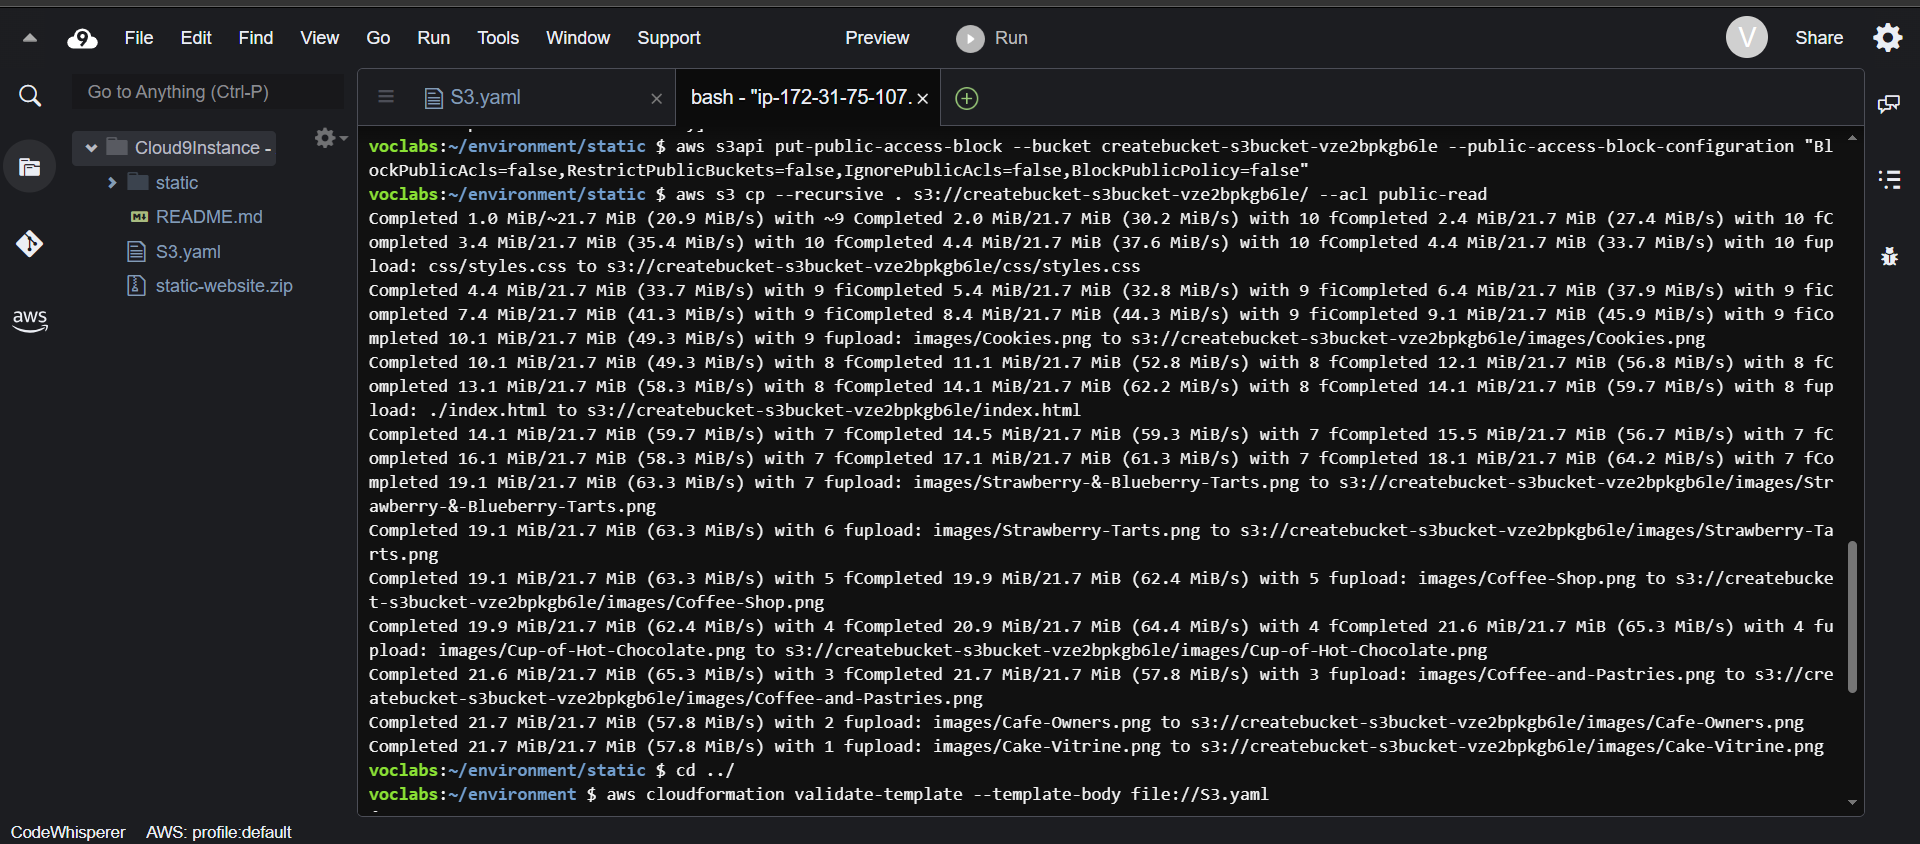 File Edit Find View Go Run Tools Window Support Preview Run V Share
Go to Anything (Ctrl-P)
S3.yaml
bash - "ip-172-31-75-107.
Cloud9Instance -
static
README.md
S3.yaml
static-website.zip
aws
voclabs:~/environment/static $ aws s3api put-public-access-block --bucket createbucket-s3bucket-vze2bpkgb6le --public-access-block-configuration "Bl
ockPublicAcls=false,RestrictPublicBuckets=false,IgnorePublicAcls=false,BlockPublicPolicy=false"
voclabs:~/environment/static $ aws s3 cp --recursive . s3://createbucket-s3bucket-vze2bpkgb6le/ --acl public-read
Completed 1.0 MiB/~21.7 MiB (20.9 MiB/s) with ~9 Completed 2.0 MiB/21.7 MiB (30.2 MiB/s) with 10 fCompleted 2.4 MiB/21.7 MiB (27.4 MiB/s) with 10 fC
ompleted 3.4 MiB/21.7 MiB (35.4 MiB/s) with 10 fCompleted 4.4 MiB/21.7 MiB (37.6 MiB/s) with 10 fCompleted 4.4 MiB/21.7 MiB (33.7 MiB/s) with 10 fup
load: css/styles.css to s3://createbucket-s3bucket-vze2bpkgb6le/css/styles.css
Completed 4.4 MiB/21.7 MiB (33.7 MiB/s) with 9 fiCompleted 5.4 MiB/21.7 MiB (32.8 MiB/s) with 9 fiCompleted 6.4 MiB/21.7 MiB (37.9 MiB/s) with 9 fiC
ompleted 7.4 MiB/21.7 MiB (41.3 MiB/s) with 9 fiCompleted 8.4 MiB/21.7 MiB (44.3 MiB/s) with 9 fiCompleted 9.1 MiB/21.7 MiB (45.9 MiB/s) with 9 fiCo
mpleted 10.1 MiB/21.7 MiB (49.3 MiB/s) with 9 fupload: images/Cookies.png to s3://createbucket-s3bucket-vze2bpkgb6le/images/Cookies.png
Completed 10.1 MiB/21.7 MiB (49.3 MiB/s) with 8 fCompleted 11.1 MiB/21.7 MiB (52.8 MiB/s) with 8 fCompleted 12.1 MiB/21.7 MiB (56.8 MiB/s) with 8 fC
ompleted 13.1 MiB/21.7 MiB (58.3 MiB/s) with 8 fCompleted 14.1 MiB/21.7 MiB (62.2 MiB/s) with 8 fCompleted 14.1 MiB/21.7 MiB (59.7 MiB/s) with 8 fup
load: ./index.html to s3://createbucket-s3bucket-vze2bpkgb6le/index.html
Completed 14.1 MiB/21.7 MiB (59.7 MiB/s) with 7 fCompleted 14.5 MiB/21.7 MiB (59.3 MiB/s) with 7 fCompleted 15.5 MiB/21.7 MiB (56.7 MiB/s) with 7 fC
ompleted 16.1 MiB/21.7 MiB (58.3 MiB/s) with 7 fCompleted 17.1 MiB/21.7 MiB (61.3 MiB/s) with 7 fCompleted 18.1 MiB/21.7 MiB (64.2 MiB/s) with 7 fCo
mpleted 19.1 MiB/21.7 MiB (63.3 MiB/s) with 7 fupload: images/Strawberry-&-Blueberry-Tarts.png to s3://createbucket-s3bucket-vze2bpkgb6le/images/Str
awberry-&-Blueberry-Tarts.png
Completed 19.1 MiB/21.7 MiB (63.3 MiB/s) with 6 fupload: images/Strawberry-Tarts.png to s3://createbucket-s3bucket-vze2bpkgb6le/images/Strawberry-Ta
rts.png
Completed 19.1 MiB/21.7 MiB (63.3 MiB/s) with 5 fCompleted 19.9 MiB/21.7 MiB (62.4 MiB/s) with 5 fupload: images/Coffee-Shop.png to s3://createbucke
t-s3bucket-vze2bpkgb6le/images/Coffee-Shop.png
Completed 19.9 MiB/21.7 MiB (62.4 MiB/s) with 4 fCompleted 20.9 MiB/21.7 MiB (64.4 MiB/s) with 4 fCompleted 21.6 MiB/21.7 MiB (65.3 MiB/s) with 4 fu
pload: images/Cup-of-Hot-Chocolate.png to s3://createbucket-s3bucket-vze2bpkgb6le/images/Cup-of-Hot-Chocolate.png
Completed 21.6 MiB/21.7 MiB (65.3 MiB/s) with 3 fCompleted 21.7 MiB/21.7 MiB (57.8 MiB/s) with 3 fupload: images/Coffee-and-Pastries.png to s3://cre
atebucket-s3bucket-vze2bpkgb6le/images/Coffee-and-Pastries.png
Completed 21.7 MiB/21.7 MiB (57.8 MiB/s) with 2 fupload: images/Cafe-Owners.png to s3://createbucket-s3bucket-vze2bpkgb6le/images/Cafe-Owners.png
Completed 21.7 MiB/21.7 MiB (57.8 MiB/s) with 1 fupload: images/Cake-Vitrine.png to s3://createbucket-s3bucket-vze2bpkgb6le/images/Cake-Vitrine.png
voclabs:~/environment/static $ cd ../
voclabs:~/environment $ aws cloudformation validate-template --template-body file://S3.yaml
CodeWhisperer AWS: profile:default